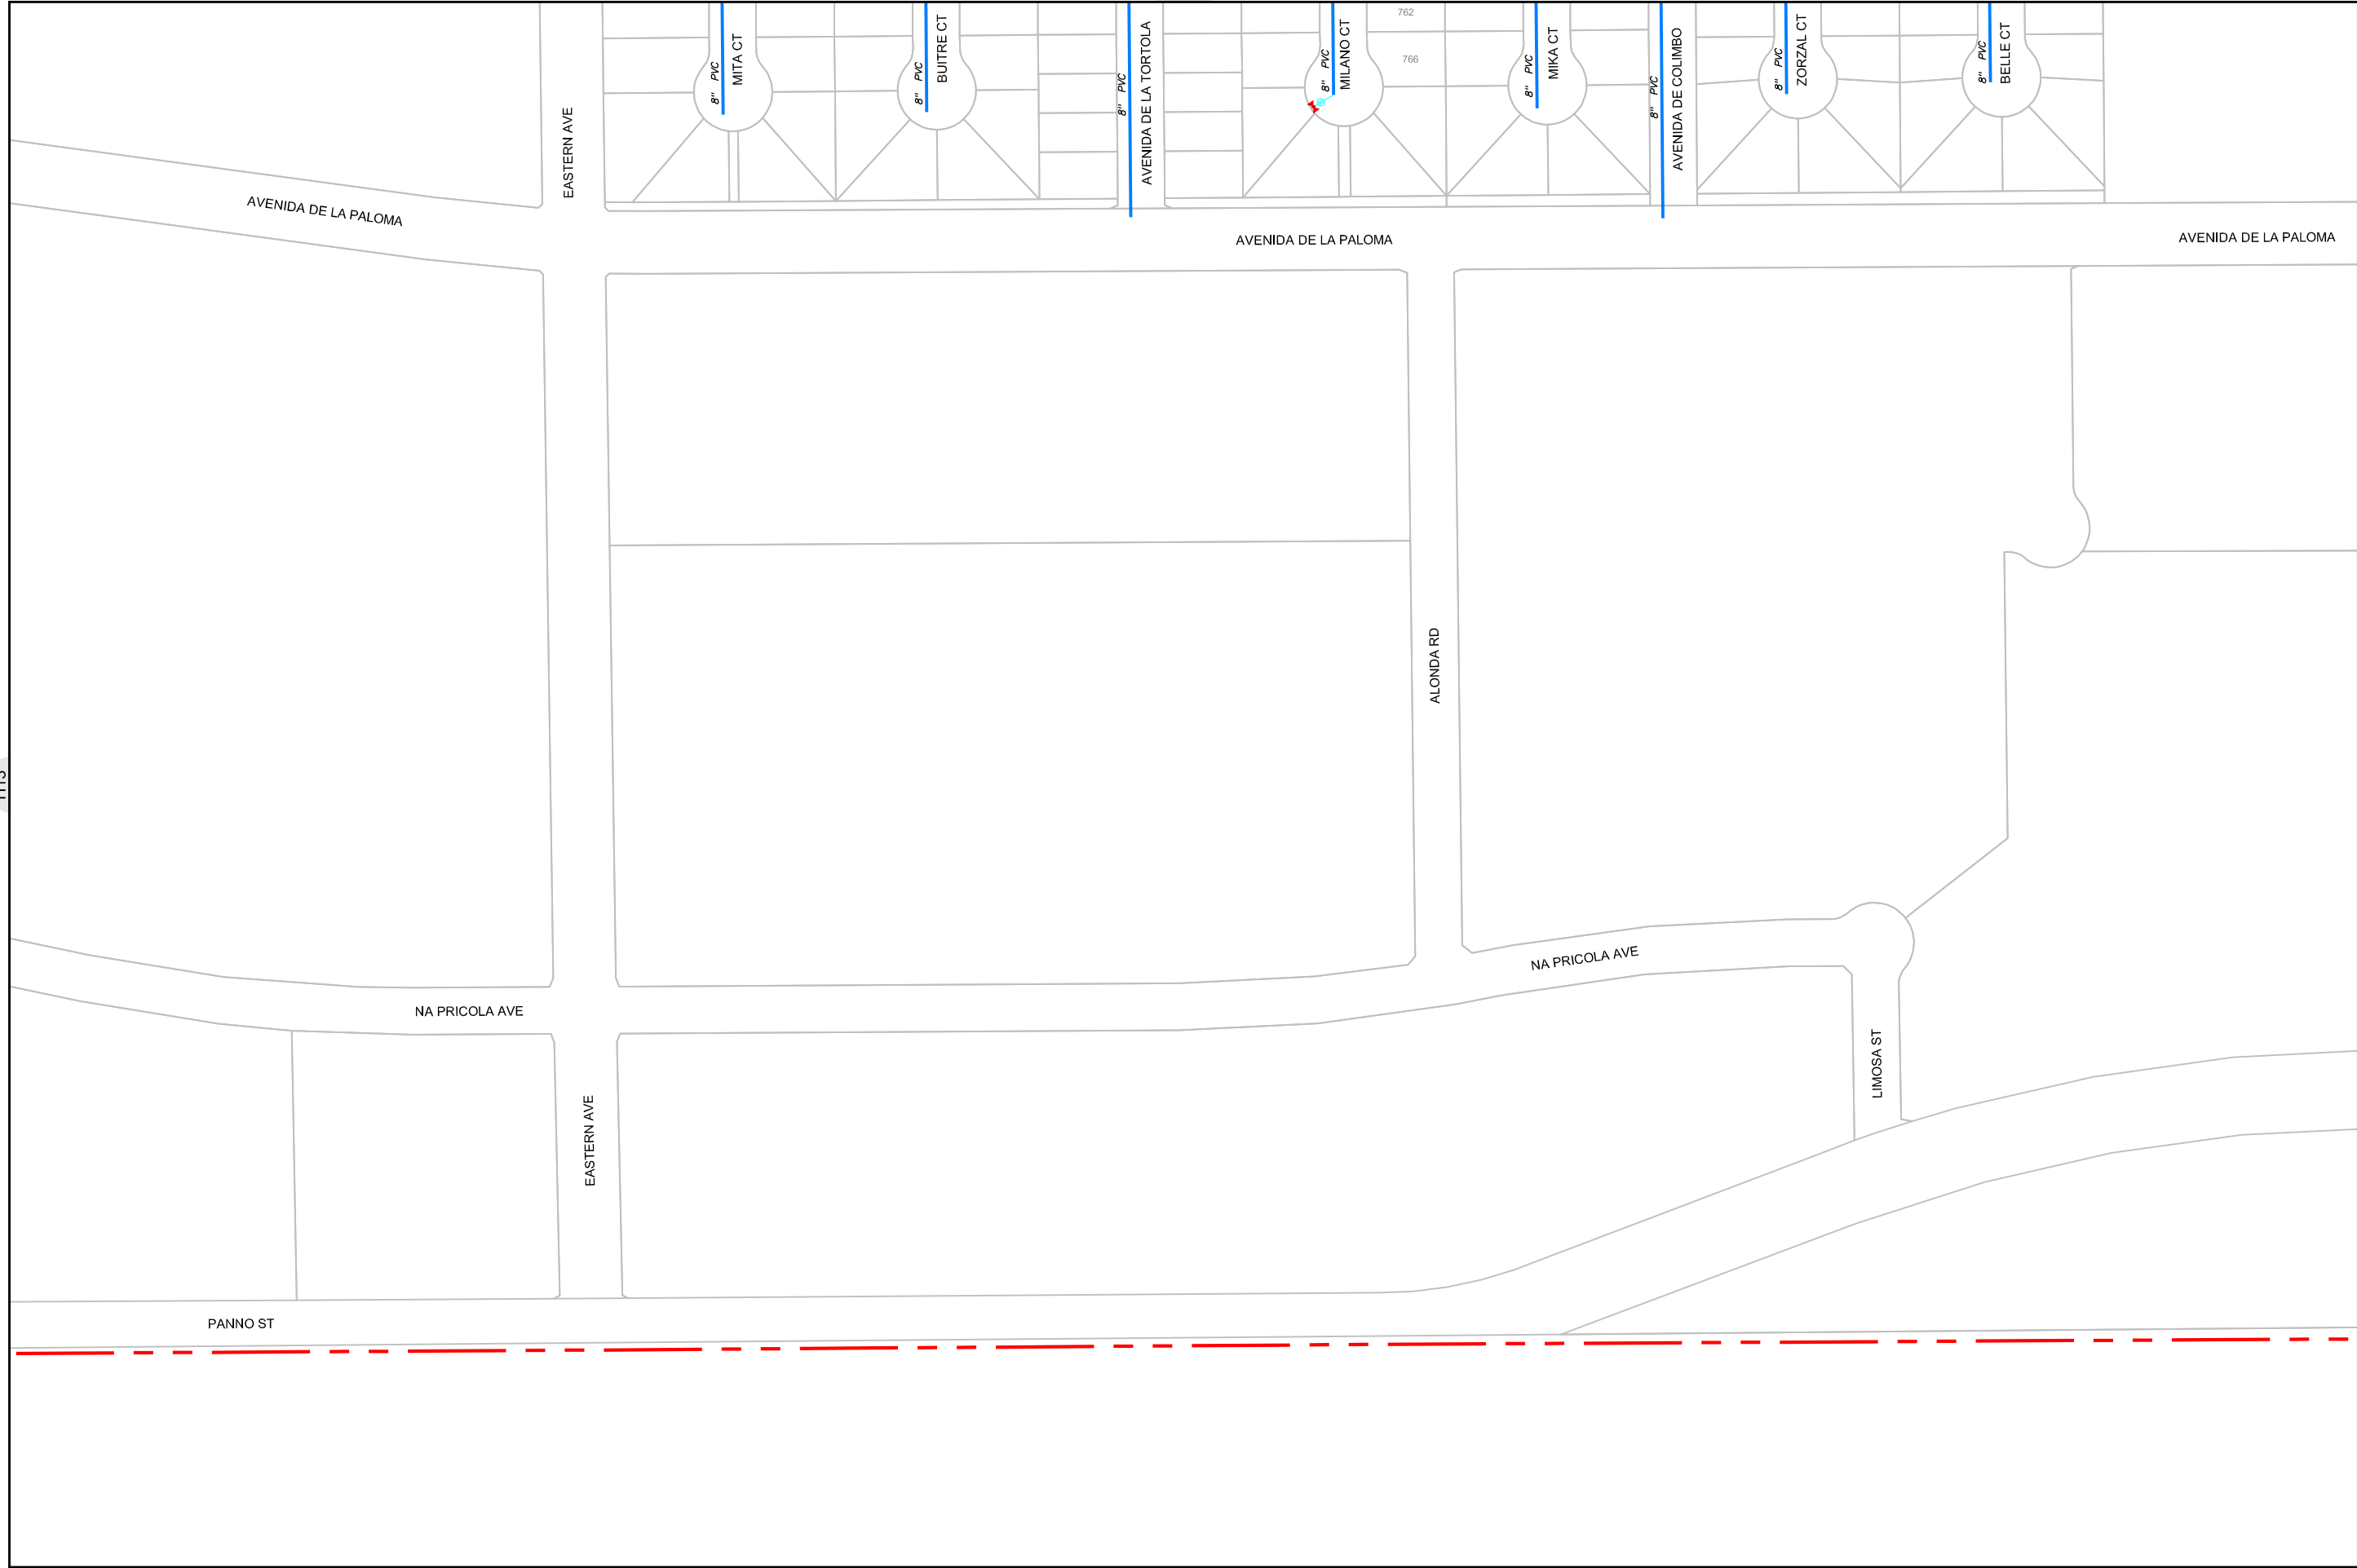 762
766
MITA CT
8" PVC
BUITRE CT
8" PVC
AVENIDA DE LA TORTOLA
8" PVC
MILANO CT
8" PVC
MIKA CT
8" PVC
AVENIDA DE COLIMBO
8" PVC
ZORZAL CT
8" PVC
BELLE CT
8" PVC
EASTERN AVE
AVENIDA DE LA PALOMA
AVENIDA DE LA PALOMA
AVENIDA DE LA PALOMA
ALONDA RD
NA PRICOLA AVE
NA PRICOLA AVE
LIMOSA ST
EASTERN AVE
PANNO ST